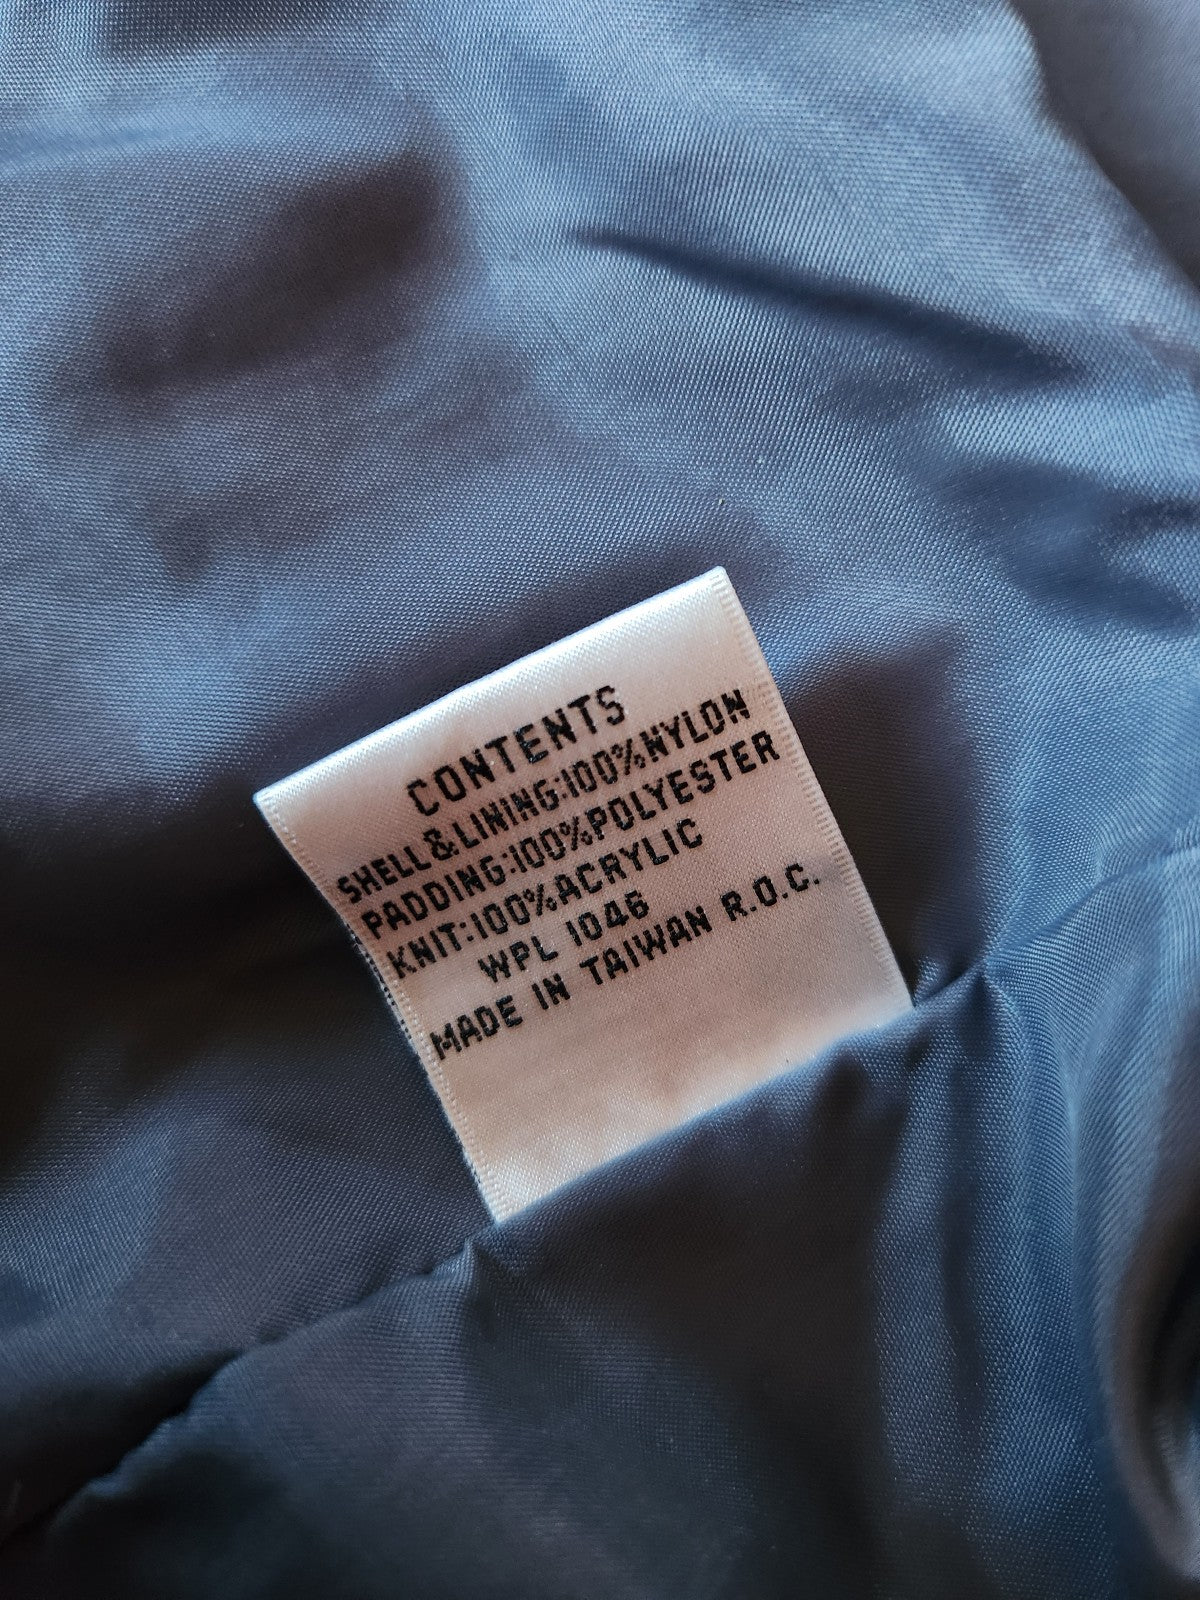 CONTENTS
SHELL&LINING:100%NYLON
PADDING:100%POLYESTER
KNIT:100%ACRYLIC
WPL 1046
MADE IN TAIWAN R.O.C.